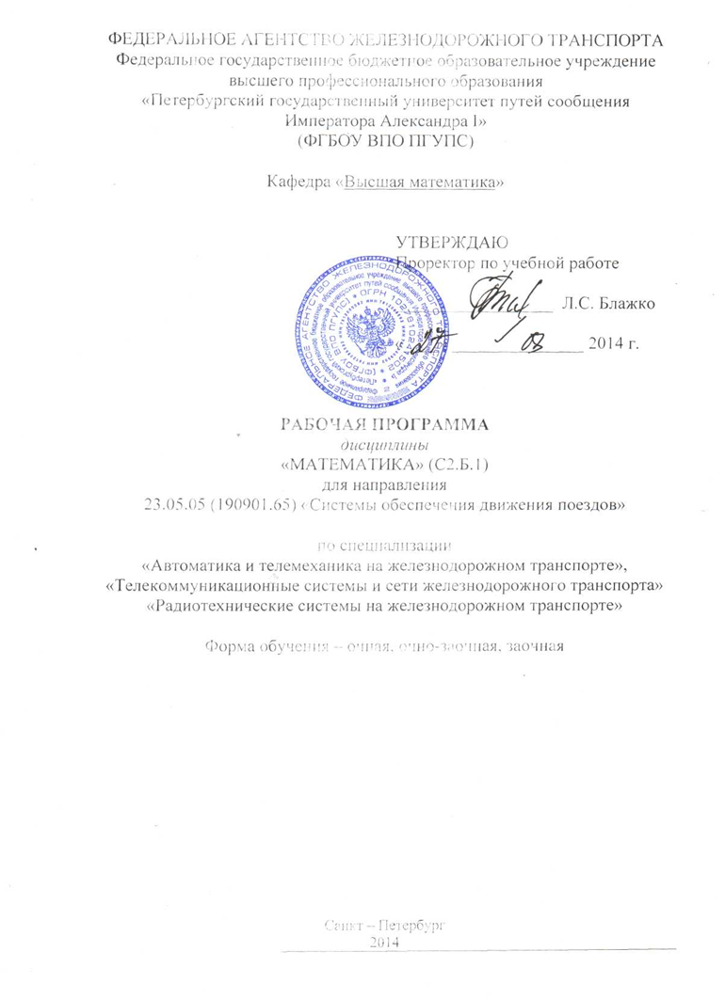 ФЕДЕРАЛЬНОЕ АГЕНТСТВО ЖЕЛЕЗНОДОРОЖНОГО ТРАНСПОРТА
Федеральное государственное бюджетное образовательное учреждение
высшего профессионального образования
«Петербургский государственный университет путей сообщения
Императора Александра I»
(ФГБОУ ВПО ПГУПС)
Кафедра «Высшая математика»
УТВЕРЖДАЮ
Проректор по учебной работе
Л.С. Блажко
27 08 2014 г.
РАБОЧАЯ ПРОГРАММА
дисциплины
«МАТЕМАТИКА» (С2.Б.1)
для направления
23.05.05 (190901.65) «Системы обеспечения движения поездов»
по специализации
«Автоматика и телемеханика на железнодорожном транспорте»,
«Телекоммуникационные системы и сети железнодорожного транспорта»
«Радиотехнические системы на железнодорожном транспорте»
Форма обучения – очная, очно-заочная, заочная
Санкт – Петербург
2014